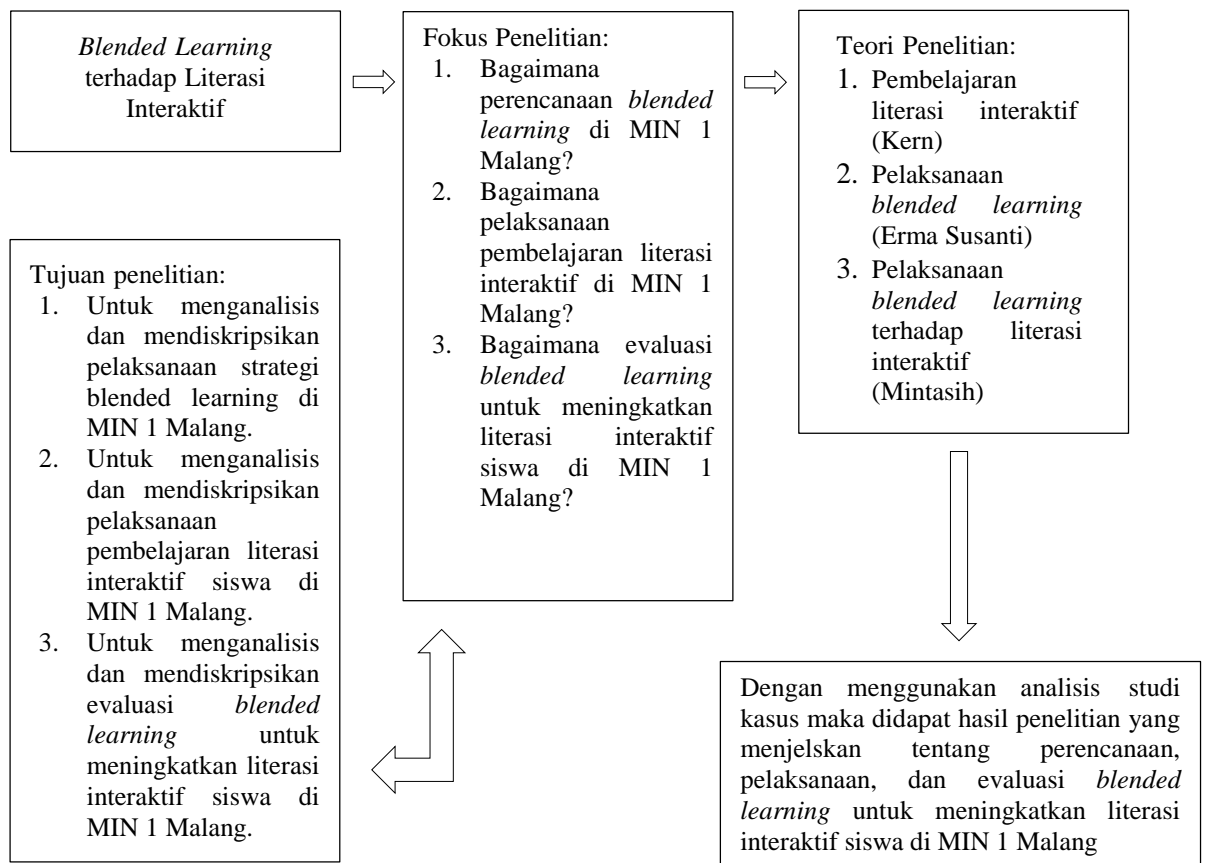 Blended Learning
terhadap Literasi
Interaktif
Fokus Penelitian:
1. Bagaimana
perencanaan blended
learning di MIN 1
Malang?
2. Bagaimana
pelaksanaan
pembelajaran literasi
interaktif di MIN 1
Malang?
3. Bagaimana evaluasi
blended learning
untuk meningkatkan
literasi interaktif
siswa di MIN 1
Malang?
Teori Penelitian:
1. Pembelajaran
literasi interaktif
(Kern)
2. Pelaksanaan
blended learning
(Erma Susanti)
3. Pelaksanaan
blended learning
terhadap literasi
interaktif
(Mintasih)
Tujuan penelitian:
1. Untuk menganalisis
dan mendiskripsikan
pelaksanaan strategi
blended learning di
MIN 1 Malang.
2. Untuk menganalisis
dan mendiskripsikan
pelaksanaan
pembelajaran literasi
interaktif siswa di
MIN 1 Malang.
3. Untuk menganalisis
dan mendiskripsikan
evaluasi blended
learning untuk
meningkatkan literasi
interaktif siswa di
MIN 1 Malang.
Dengan menggunakan analisis studi
kasus maka didapat hasil penelitian yang
menjelskan tentang perencanaan,
pelaksanaan, dan evaluasi blended
learning untuk meningkatkan literasi
interaktif siswa di MIN 1 Malang